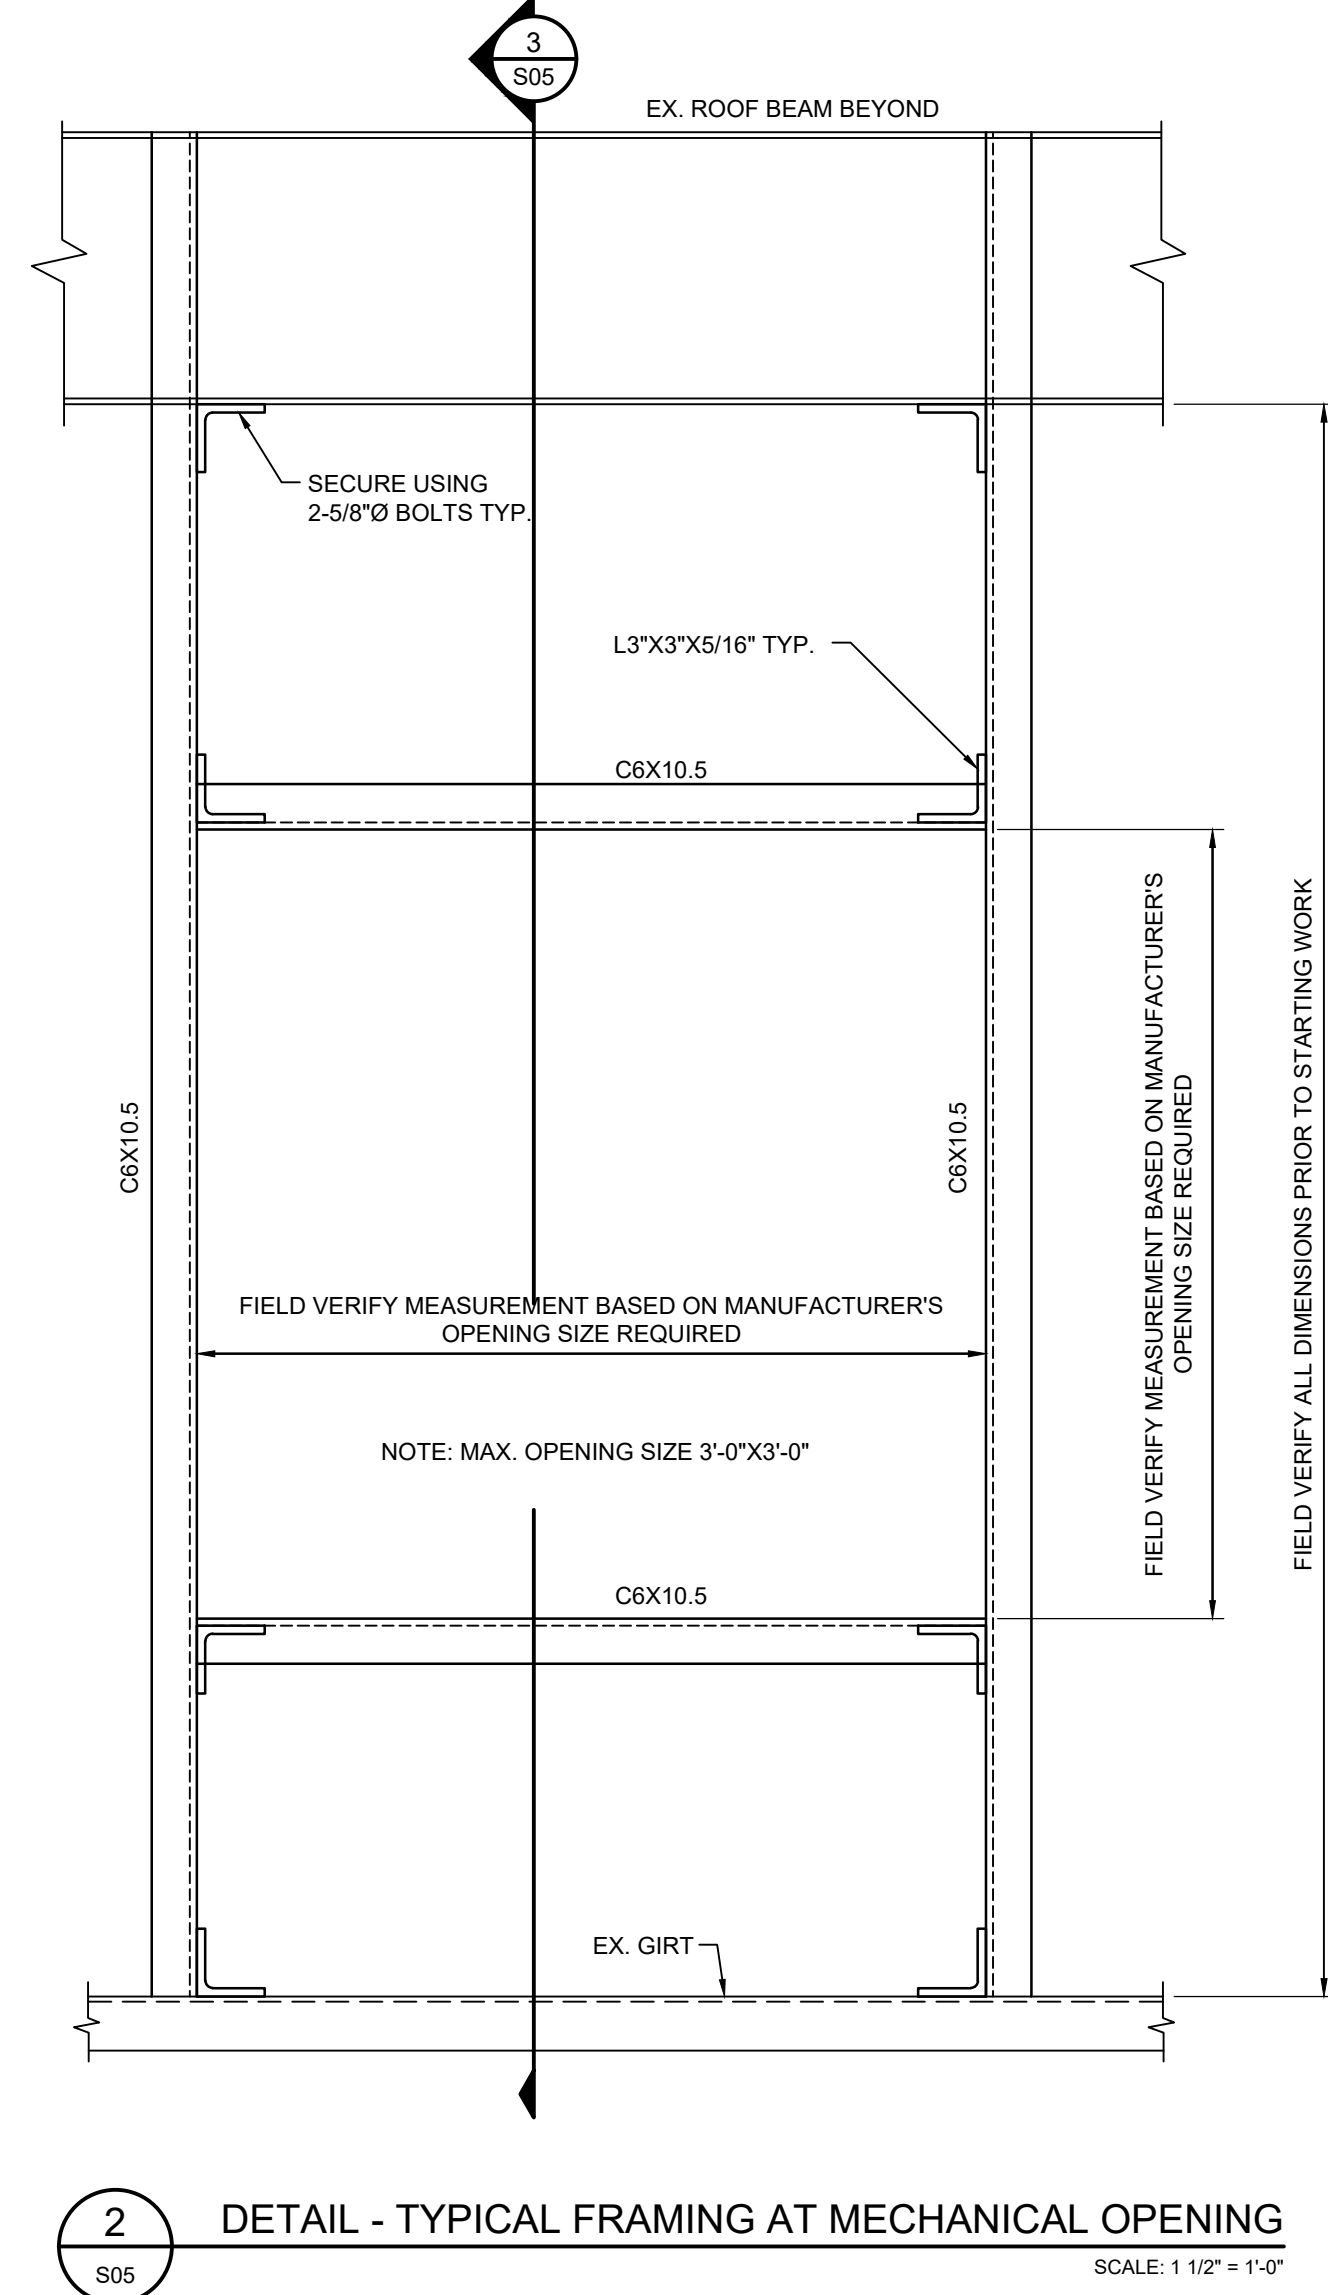 3
S05
EX. ROOF BEAM BEYOND
SECURE USING
2-5/8"Ø BOLTS TYP.
L3"X3"X5/16" TYP.
C6X10.5
C6X10.5
C6X10.5
FIELD VERIFY MEASUREMENT BASED ON MANUFACTURER'S
OPENING SIZE REQUIRED
FIELD VERIFY ALL DIMENSIONS PRIOR TO STARTING WORK
FIELD VERIFY MEASUREMENT BASED ON MANUFACTURER'S
OPENING SIZE REQUIRED
NOTE: MAX. OPENING SIZE 3'-0"X3'-0"
C6X10.5
EX. GIRT
2
S05
DETAIL - TYPICAL FRAMING AT MECHANICAL OPENING
SCALE: 1 1/2" = 1'-0"